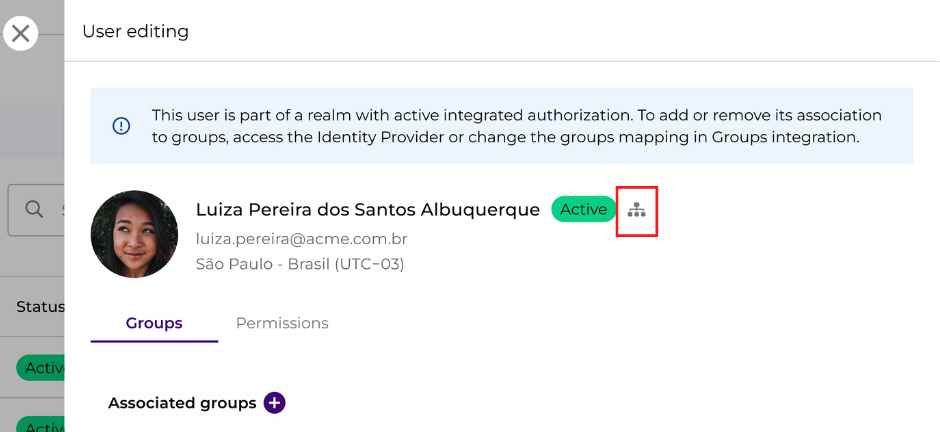 User editing
This user is part of a realm with active integrated authorization. To add or remove its association
to groups, access the Identity Provider or change the groups mapping in Groups integration.
Luiza Pereira dos Santos Albuquerque Active
luiza.pereira@acme.com.br
São Paulo - Brasil (UTC-03)
Status
Groups Permissions
Activ
Associated groups
Activ